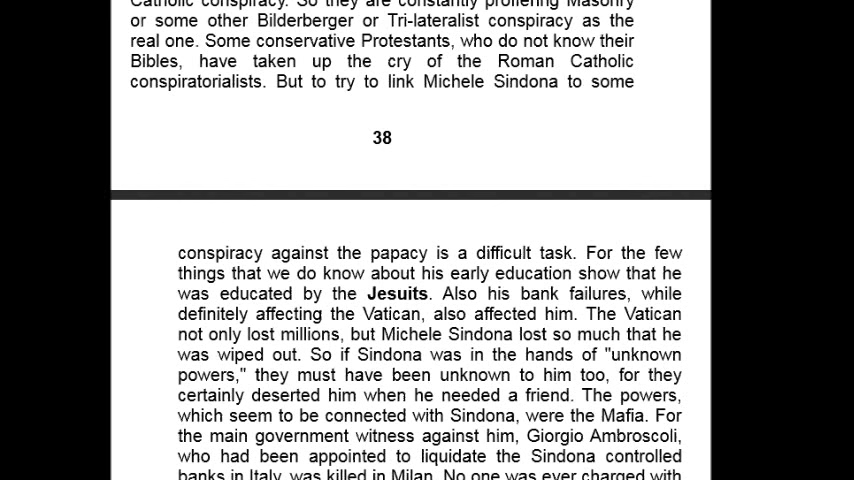 Catholic conspiracy. So they are constantly proffering Masonry
or some other Bilderberger or Tri-lateralist conspiracy as the
real one. Some conservative Protestants, who do not know their
Bibles, have taken up the cry of the Roman Catholic
conspiratorialists. But to try to link Michele Sindona to some
38
conspiracy against the papacy is a difficult task. For the few
things that we do know about his early education show that he
was educated by the Jesuits. Also his bank failures, while
definitely affecting the Vatican, also affected him. The Vatican
not only lost millions, but Michele Sindona lost so much that he
was wiped out. So if Sindona was in the hands of "unknown
powers," they must have been unknown to him too, for they
certainly deserted him when he needed a friend. The powers,
which seem to be connected with Sindona, were the Mafia. For
the main government witness against him, Giorgio Ambroscoli,
who had been appointed to liquidate the Sindona controlled
banks in Italy, was killed in Milan. No one was ever charged with